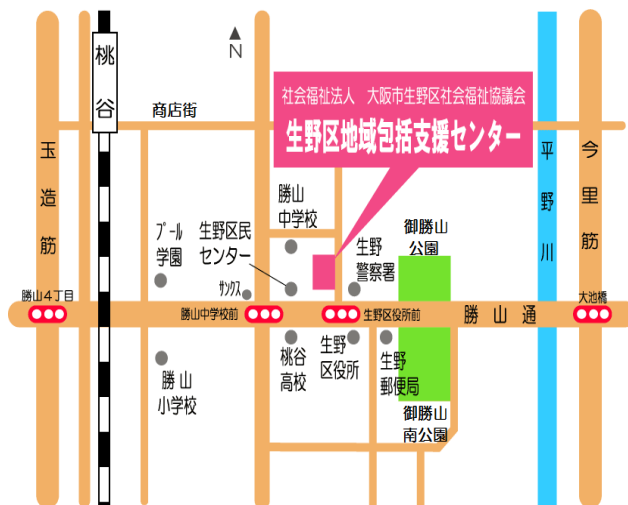 桃谷
N
商店街
社会福祉法人　大阪市生野区社会福祉協議会
生野区地域包括支援センター
玉造筋
平野川
今里筋
勝山
中学校
プール
学園
生野区民
センター
生野
警察署
御勝山
公園
サンクス
勝山4丁目
勝山中学校前
生野区役所前
勝山通
大池橋
勝山
小学校
桃谷
高校
生野
区役所
生野
郵便局
御勝山
南公園